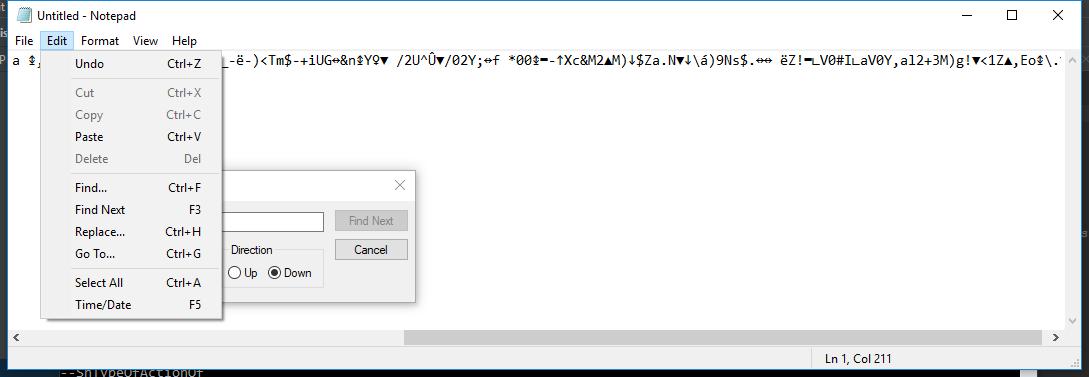 Untitled - Notepad
File Edit Format View Help
a ↕, _-ë-)<Tm$-+iUG↔&n↕Yº▼ /2U^Û▼/02Y;↔f *00↕═-↑Xc&M2▲M)↓$Za.N▼↓\á)9Ns$.↔↔ ëZ!═∟V0#I∟aV0Y,al2+3M)g!▼<1Z▲,Eo↕\.
Undo Ctrl+Z
Cut Ctrl+X
Copy Ctrl+C
Paste Ctrl+V
Delete Del
Find... Ctrl+F
Find Next F3
Replace... Ctrl+H
Go To... Ctrl+G
Select All Ctrl+A
Time/Date F5
Find Next
Cancel
Direction
Up Down
Ln 1, Col 211
--ShTypeOfActionOf